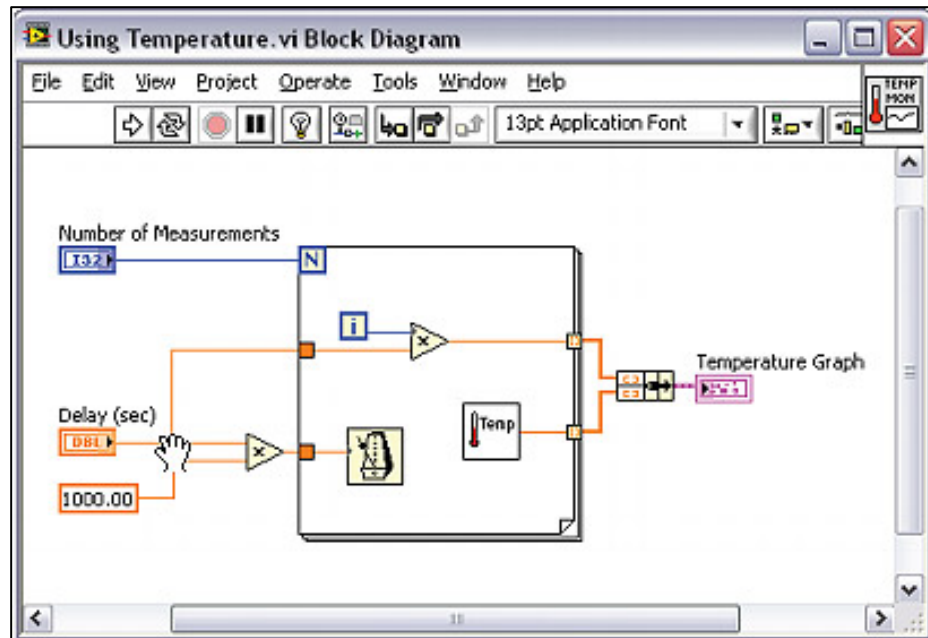 Using Temperature.vi Block Diagram
File Edit View Project Operate Tools Window Help
TEMP
MON
13pt Application Font
Number of Measurements
I32
N
i
x
Temperature Graph
Delay (sec)
DBL
x
Temp
1000.00